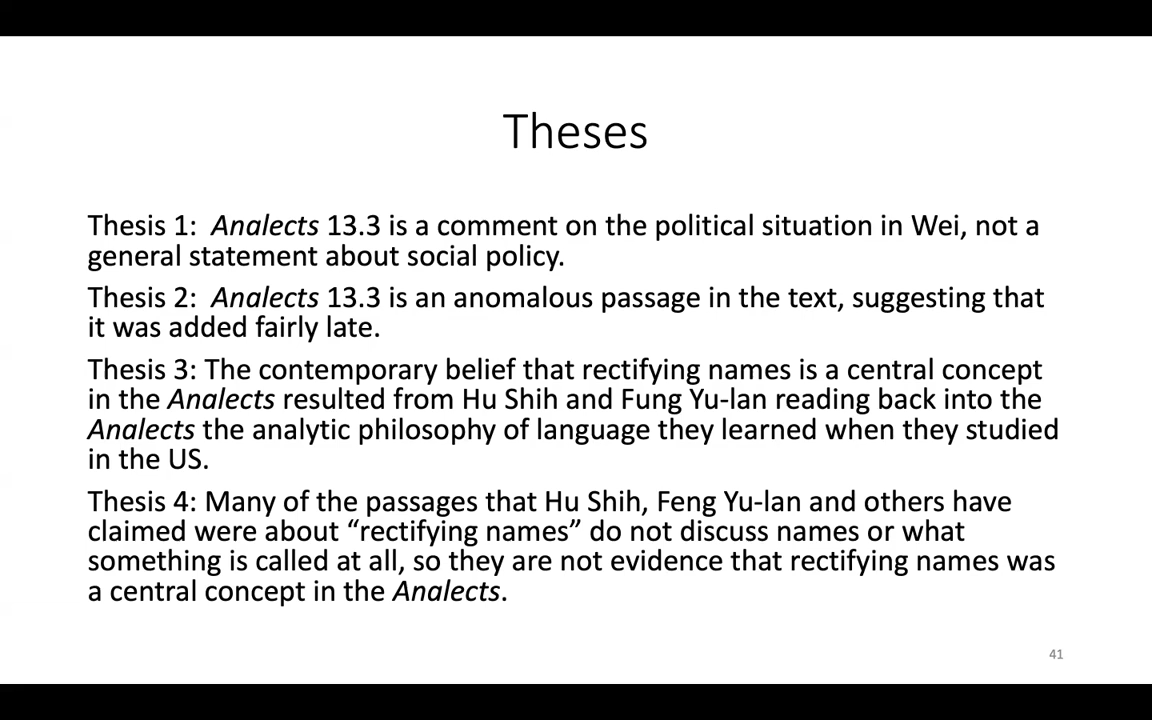 Theses
Thesis 1:  Analects 13.3 is a comment on the political situation in Wei, not a
general statement about social policy.
Thesis 2:  Analects 13.3 is an anomalous passage in the text, suggesting that
it was added fairly late.
Thesis 3: The contemporary belief that rectifying names is a central concept
in the Analects resulted from Hu Shih and Fung Yu-lan reading back into the
Analects the analytic philosophy of language they learned when they studied
in the US.
Thesis 4: Many of the passages that Hu Shih, Feng Yu-lan and others have
claimed were about “rectifying names” do not discuss names or what
something is called at all, so they are not evidence that rectifying names was
a central concept in the Analects.
41